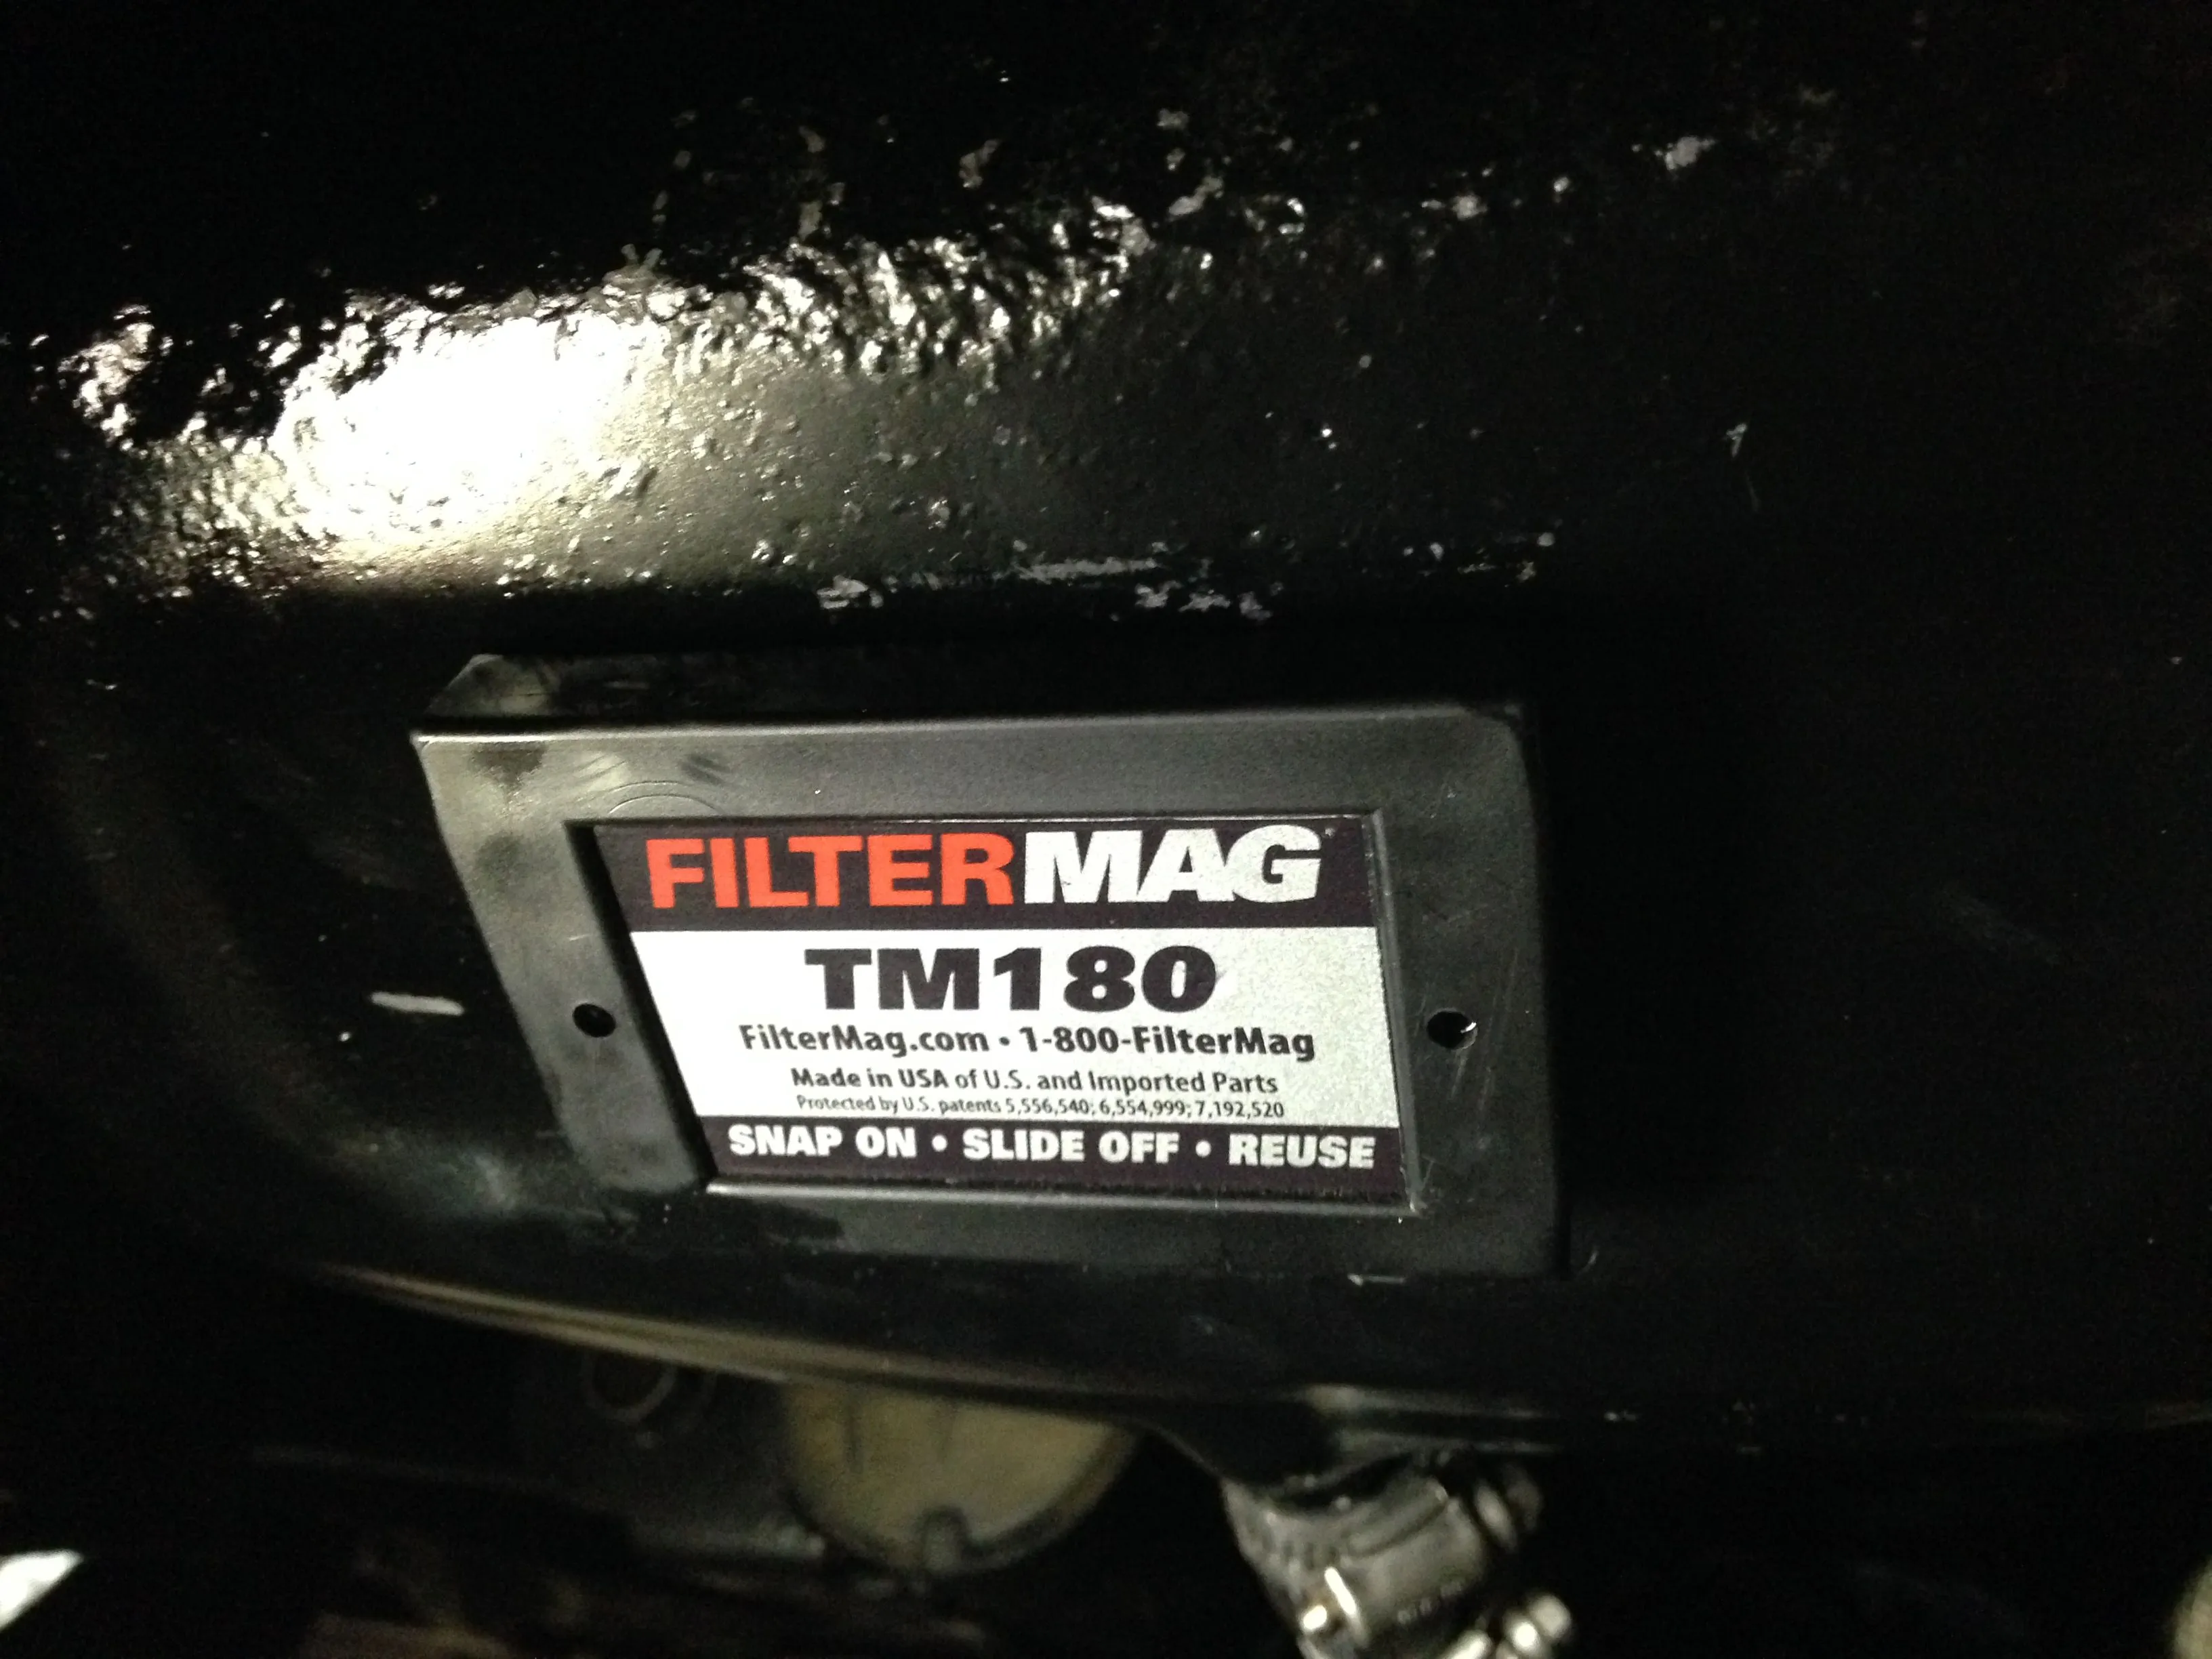 FILTERMAG
TM180
FilterMag.com • 1-800-FilterMag
Made in USA of U.S. and Imported Parts
Protected by U.S. patents 5,556,540; 6,554,999; 7,192,520
SNAP ON • SLIDE OFF • REUSE